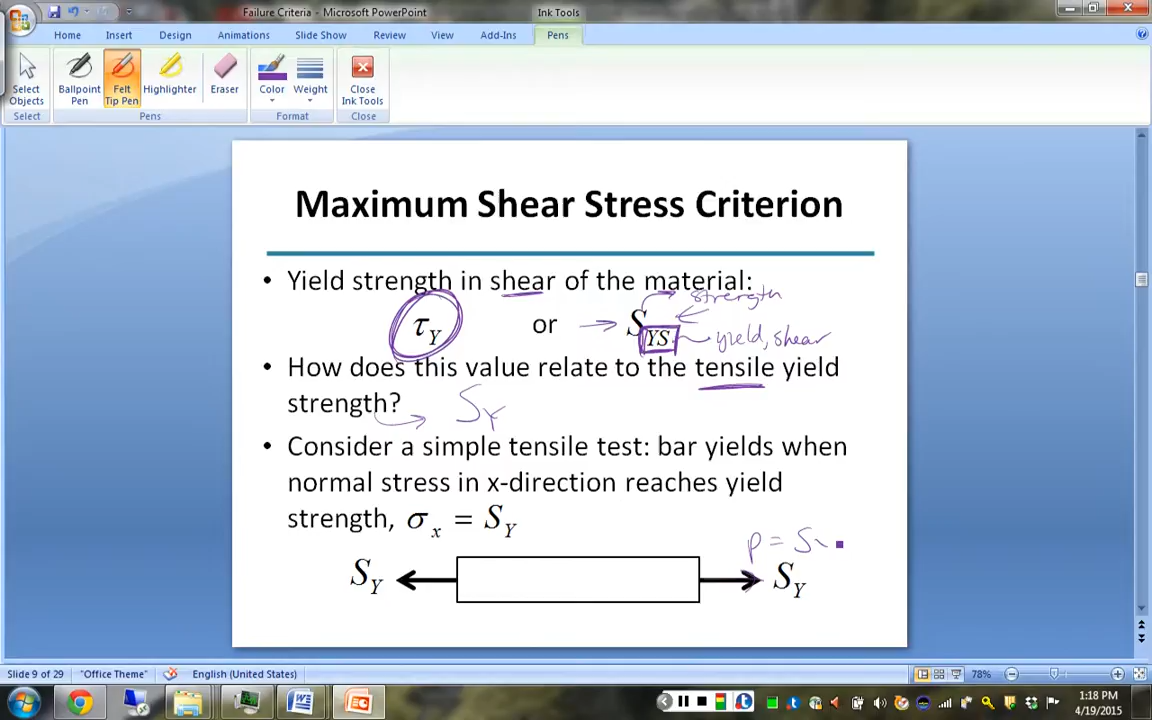 Failure Criteria - Microsoft PowerPoint
Ink Tools
Home Insert Design Animations Slide Show Review View Add-Ins Pens
Select Objects
Ballpoint Pen
Felt Tip Pen
Highlighter
Eraser
Color
Weight
Close Ink Tools
Select Pens Format Close
Maximum Shear Stress Criterion
• Yield strength in shear of the material:
strength
τY or → SYS
yield, shear
• How does this value relate to the tensile yield
strength? SY
• Consider a simple tensile test: bar yields when
normal stress in x-direction reaches yield
strength, σx = SY
P = S
SY SY
Slide 9 of 29 "Office Theme" English (United States) 78%
1:18 PM
4/19/2015